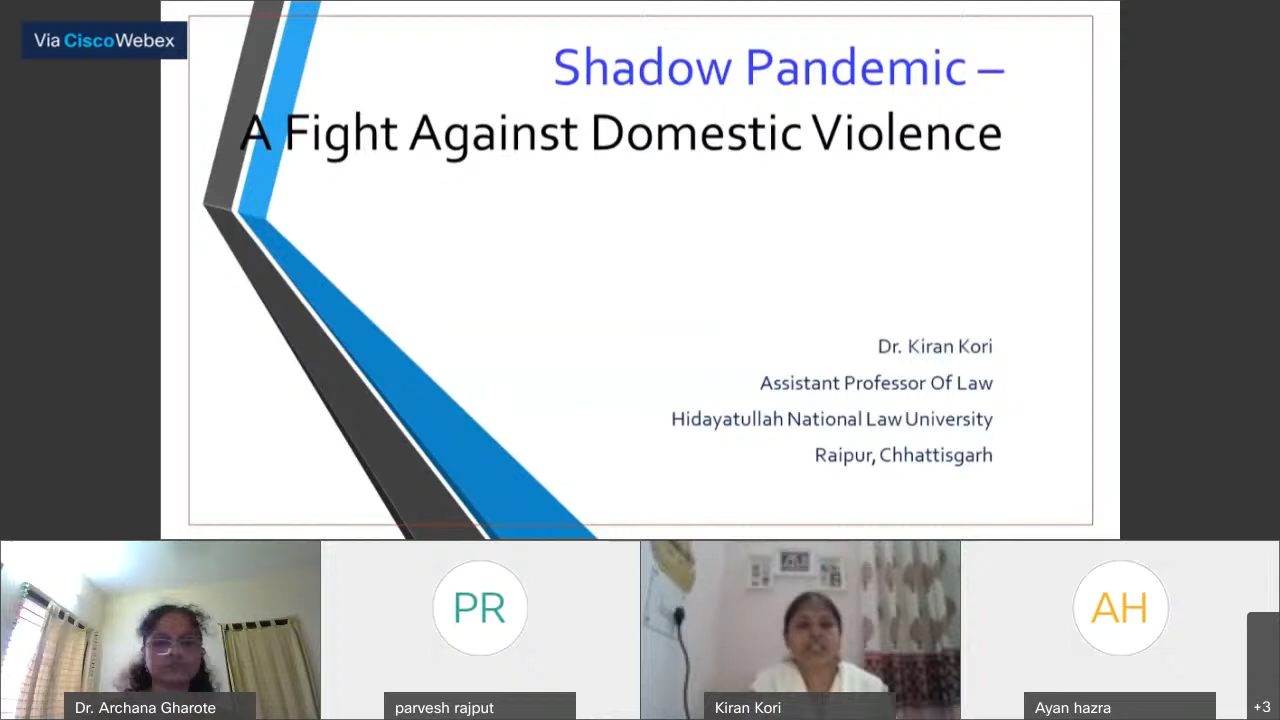 Via CiscoWebex
Shadow Pandemic –
A Fight Against Domestic Violence
Dr. Kiran Kori
Assistant Professor Of Law
Hidayatullah National Law University
Raipur, Chhattisgarh
PR
AH
Dr. Archana Gharote
parvesh rajput
Kiran Kori
Ayan hazra
+3